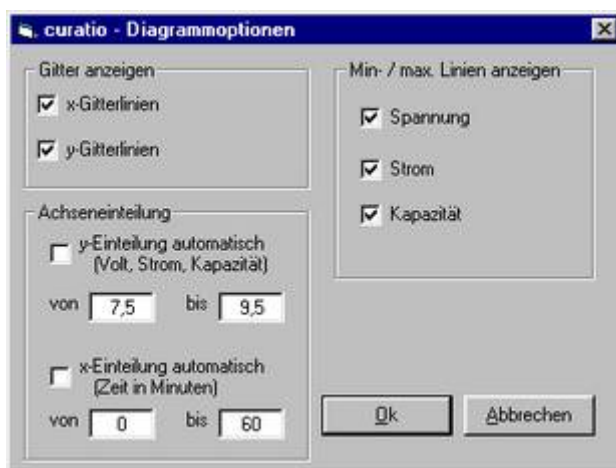 curatio - Diagrammoptionen
Gitter anzeigen
x-Gitterlinien
y-Gitterlinien
Achseneinteilung
y-Einteilung automatisch
(Volt, Strom, Kapazität)
von 7,5 bis 9,5
x-Einteilung automatisch
(Zeit in Minuten)
von 0 bis 60
Min- / max. Linien anzeigen
Spannung
Strom
Kapazität
Ok Abbrechen